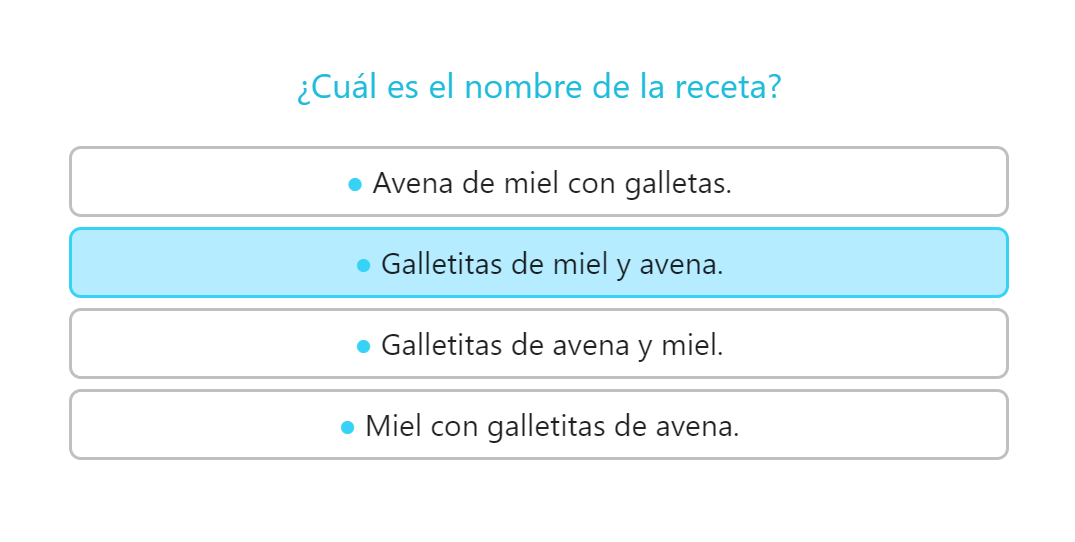 ¿Cuál es el nombre de la receta?
● Avena de miel con galletas.
● Galletitas de miel y avena.
● Galletitas de avena y miel.
● Miel con galletitas de avena.